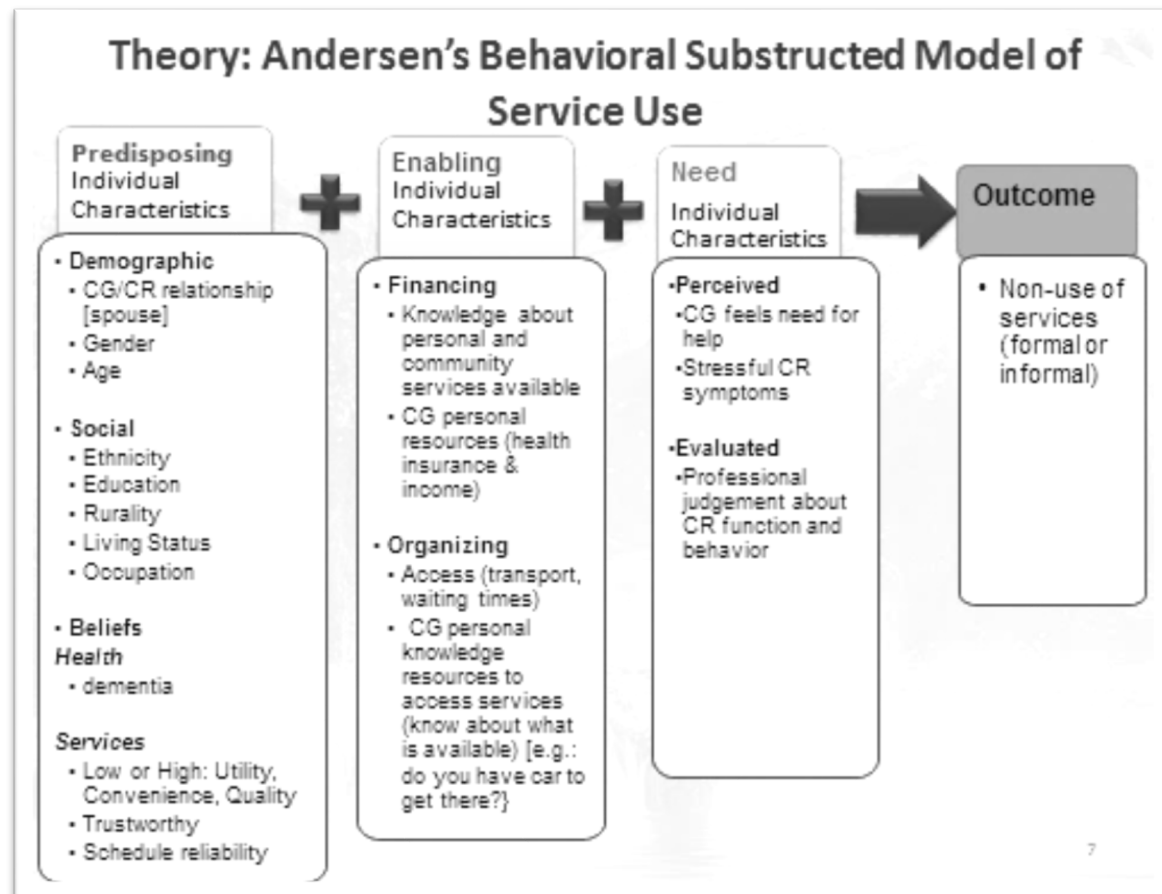 Theory: Andersen's Behavioral Substructed Model of
Service Use
Predisposing
Individual
Characteristics
• Demographic
• CG/CR relationship
[spouse]
• Gender
• Age
• Social
• Ethnicity
• Education
• Rurality
• Living Status
• Occupation
• Beliefs
Health
• dementia
Services
• Low or High: Utility,
Convenience, Quality
• Trustworthy
• Schedule reliability
Enabling
Individual
Characteristics
• Financing
• Knowledge about
personal and
community
services available
• CG personal
resources (health
insurance &
income)
• Organizing
• Access (transport,
waiting times)
• CG personal
knowledge
resources to
access services
(know about what
is available) [e.g.:
do you have car to
get there?}
Need
Individual
Characteristics
•Perceived
•CG feels need for
help
•Stressful CR
symptoms
•Evaluated
•Professional
judgement about
CR function and
behavior
Outcome
• Non-use of
services
(formal or
informal)
7